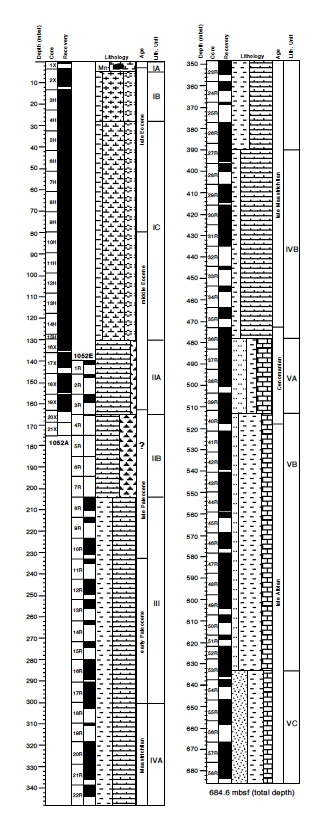 Depth (mbsf)
Core
Recovery
Lithology
Age
Lith. Unit
Mn
1X
2X
3H
4H
5H
6H
7H
8H
9H
10H
11H
12H
13H
14H
16X
17X
18X
19X
20X
21X
1052A
1052E
1R
2R
3R
4R
5R
6R
7R
8R
9R
10R
11R
12R
13R
14R
15R
16R
17R
18R
19R
20R
21R
22R
10
20
30
40
50
60
70
80
90
100
110
120
130
140
150
160
170
180
190
200
210
220
230
240
250
260
270
280
290
300
310
320
330
340
late Eocene
middle Eocene
?
late Paleocene
early Paleocene
Maastrichtian
IA
IB
IC
IIA
IIB
III
IVA
Depth (mbsf)
Core
Recovery
Lithology
Age
Lith. Unit
350
360
370
380
390
400
410
420
430
440
450
460
470
480
490
500
510
520
530
540
550
560
570
580
590
600
610
620
630
640
650
660
670
680
23R
24R
25R
26R
27R
28R
29R
30R
31R
32R
33R
34R
35R
36R
37R
38R
39R
40R
41R
42R
43R
44R
45R
46R
47R
48R
49R
50R
51R
52R
53R
54R
55R
56R
57R
58R
late Maastrichtian
Cenomanian
late Albian
IVB
VA
VB
VC
684.6 mbsf (total depth)